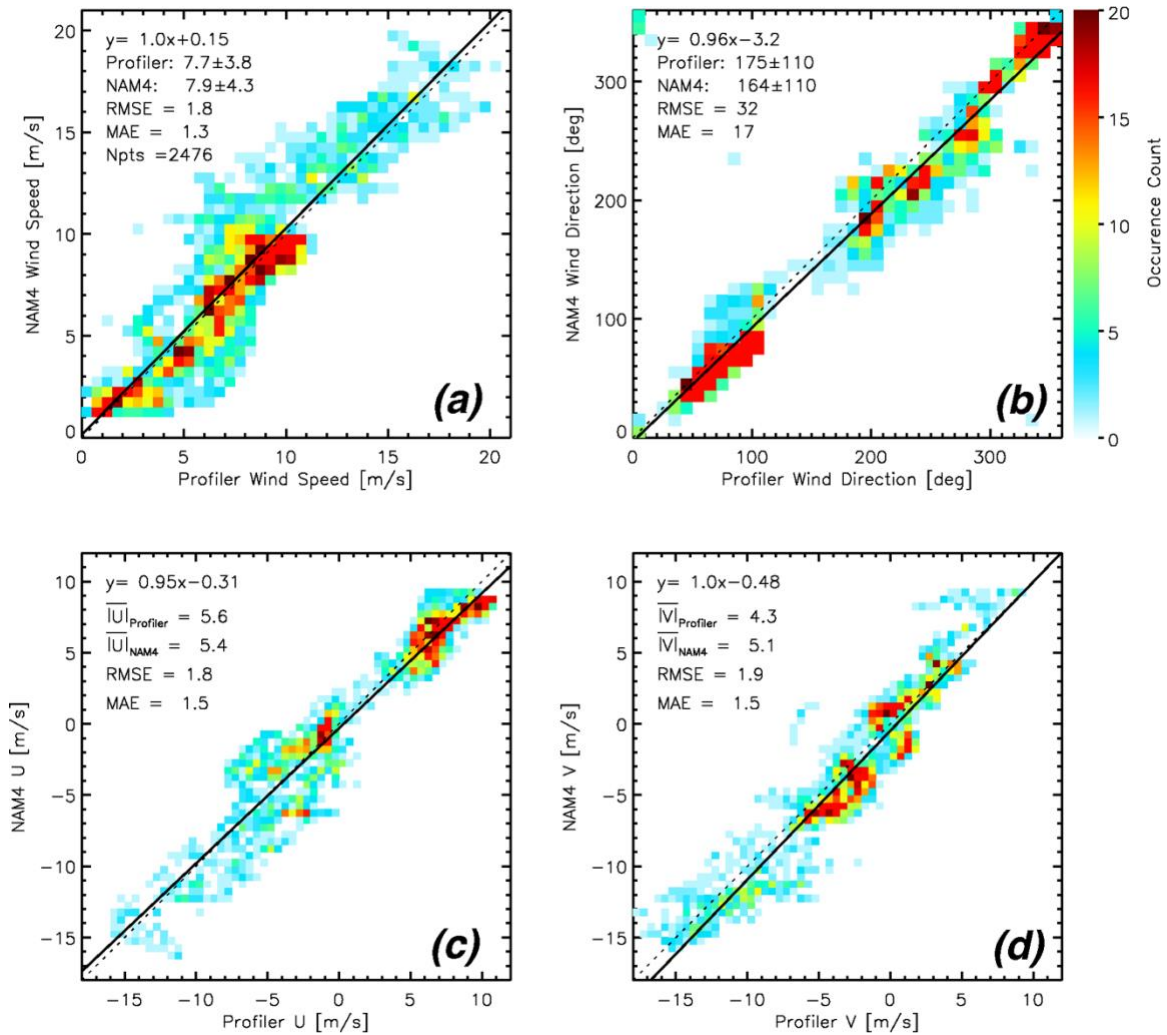 y= 1.0x+0.15
Profiler: 7.7±3.8
NAM4: 7.9±4.3
RMSE = 1.8
MAE = 1.3
Npts =2476
20
15
10
5
0
NAM4 Wind Speed [m/s]
0 5 10 15 20
Profiler Wind Speed [m/s]
(a)
y= 0.96x−3.2
Profiler: 175±110
NAM4: 164±110
RMSE = 32
MAE = 17
300
200
100
0
NAM4 Wind Direction [deg]
0 100 200 300
Profiler Wind Direction [deg]
(b)
20
15
10
5
0
Occurence Count
y= 0.95x−0.31
|U|Profiler = 5.6
|U|NAM4 = 5.4
RMSE = 1.8
MAE = 1.5
10
5
0
−5
−10
−15
NAM4 U [m/s]
−15 −10 −5 0 5 10
Profiler U [m/s]
(c)
y= 1.0x−0.48
|V|Profiler = 4.3
|V|NAM4 = 5.1
RMSE = 1.9
MAE = 1.5
10
5
0
−5
−10
−15
NAM4 V [m/s]
−15 −10 −5 0 5 10
Profiler V [m/s]
(d)